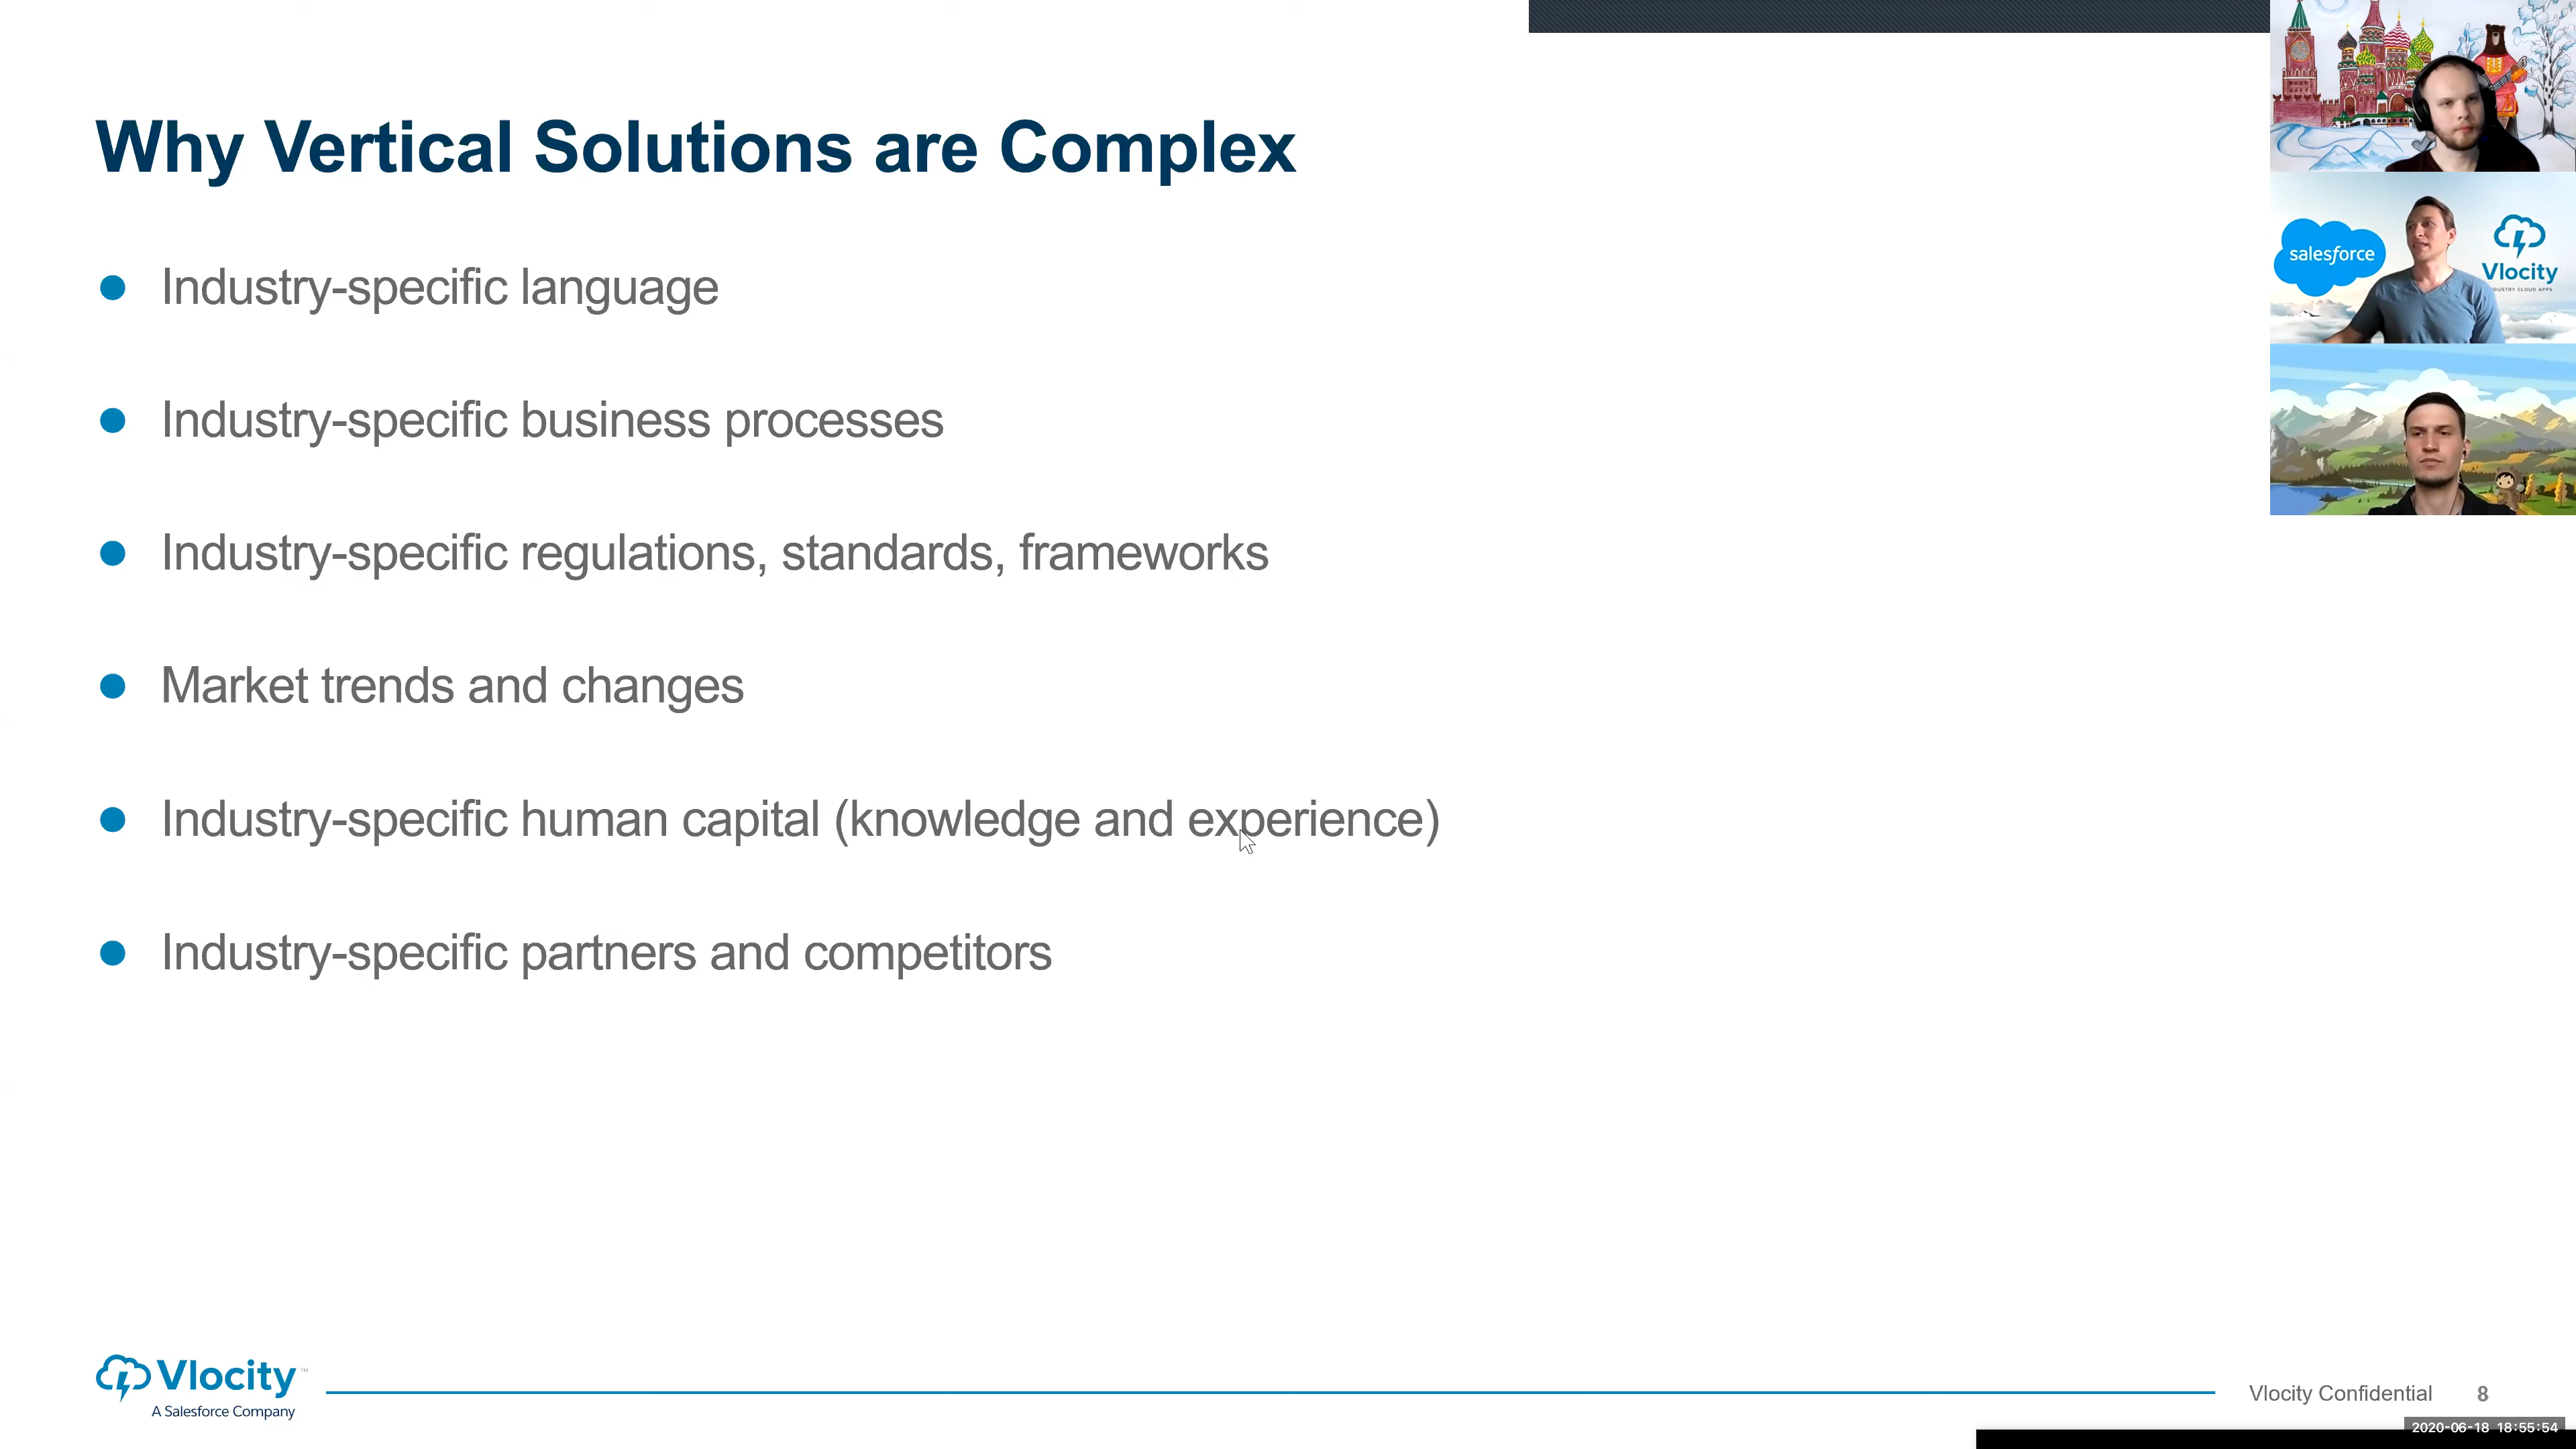 Why Vertical Solutions are Complex
salesforce
Vlocity
Industry-specific language
Industry-specific business processes
Industry-specific regulations, standards, frameworks
Market trends and changes
Industry-specific human capital (knowledge and experience)
Industry-specific partners and competitors
Vlocity™
A Salesforce Company
Vlocity Confidential 8
2020-06-18 18:55:54